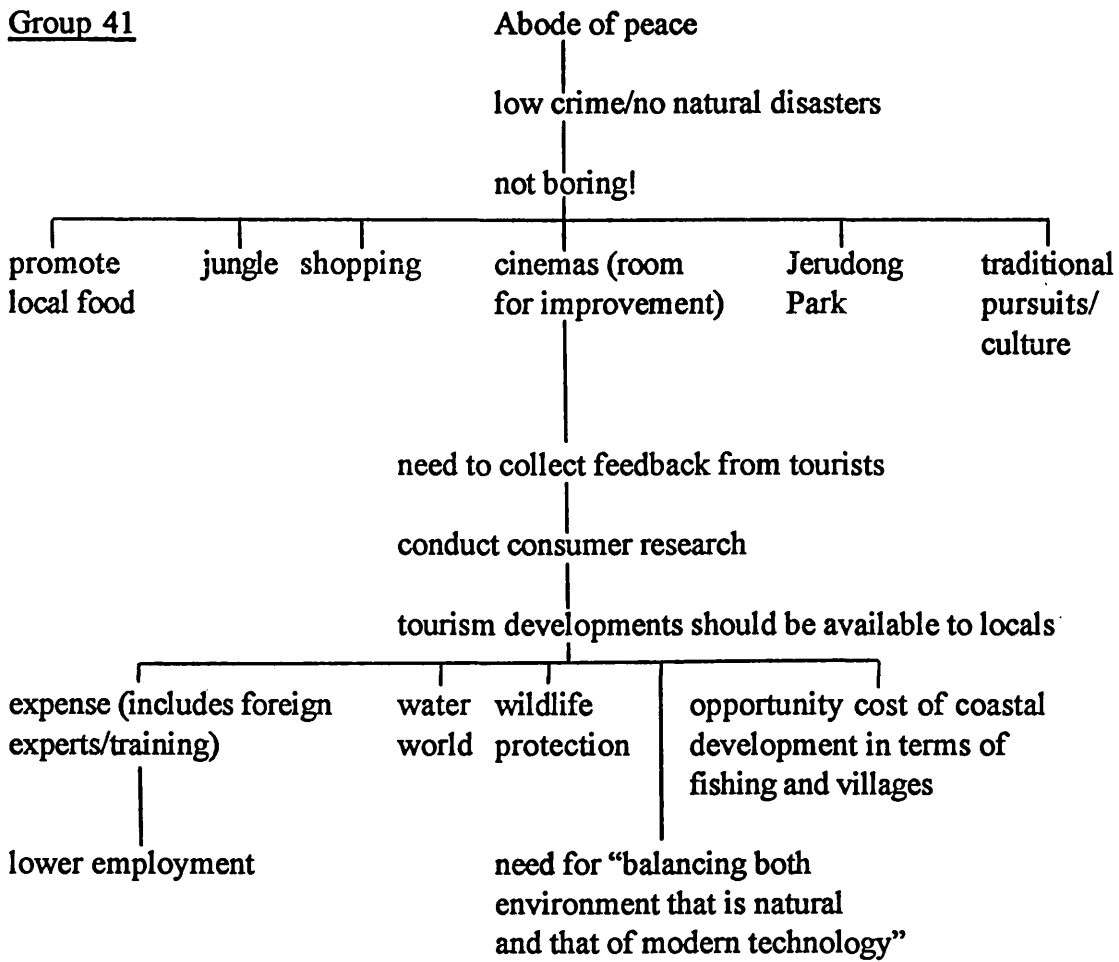 Group 41
Abode of peace
low crime/no natural disasters
not boring!
promote
local food
jungle
shopping
cinemas (room
for improvement)
Jerudong
Park
traditional
pursuits/
culture
need to collect feedback from tourists
conduct consumer research
tourism developments should be available to locals
expense (includes foreign
experts/training)
water
world
wildlife
protection
opportunity cost of coastal
development in terms of
fishing and villages
lower employment
need for “balancing both
environment that is natural
and that of modern technology”